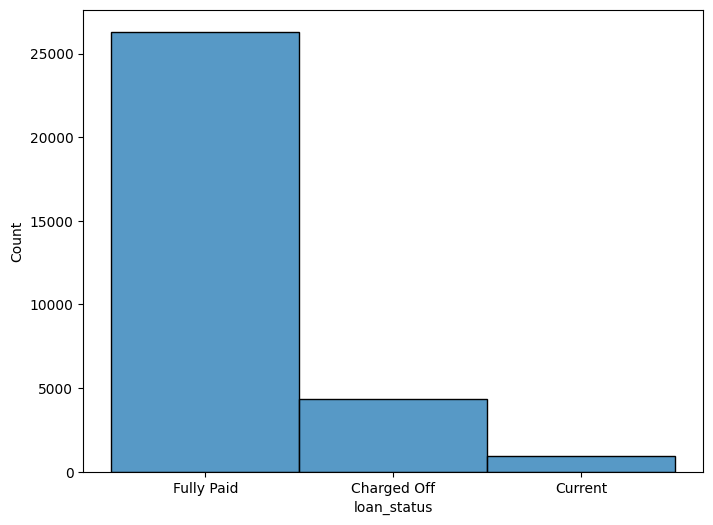 25000
20000
15000
10000
5000
0
Count
Fully Paid
Charged Off
Current
loan_status